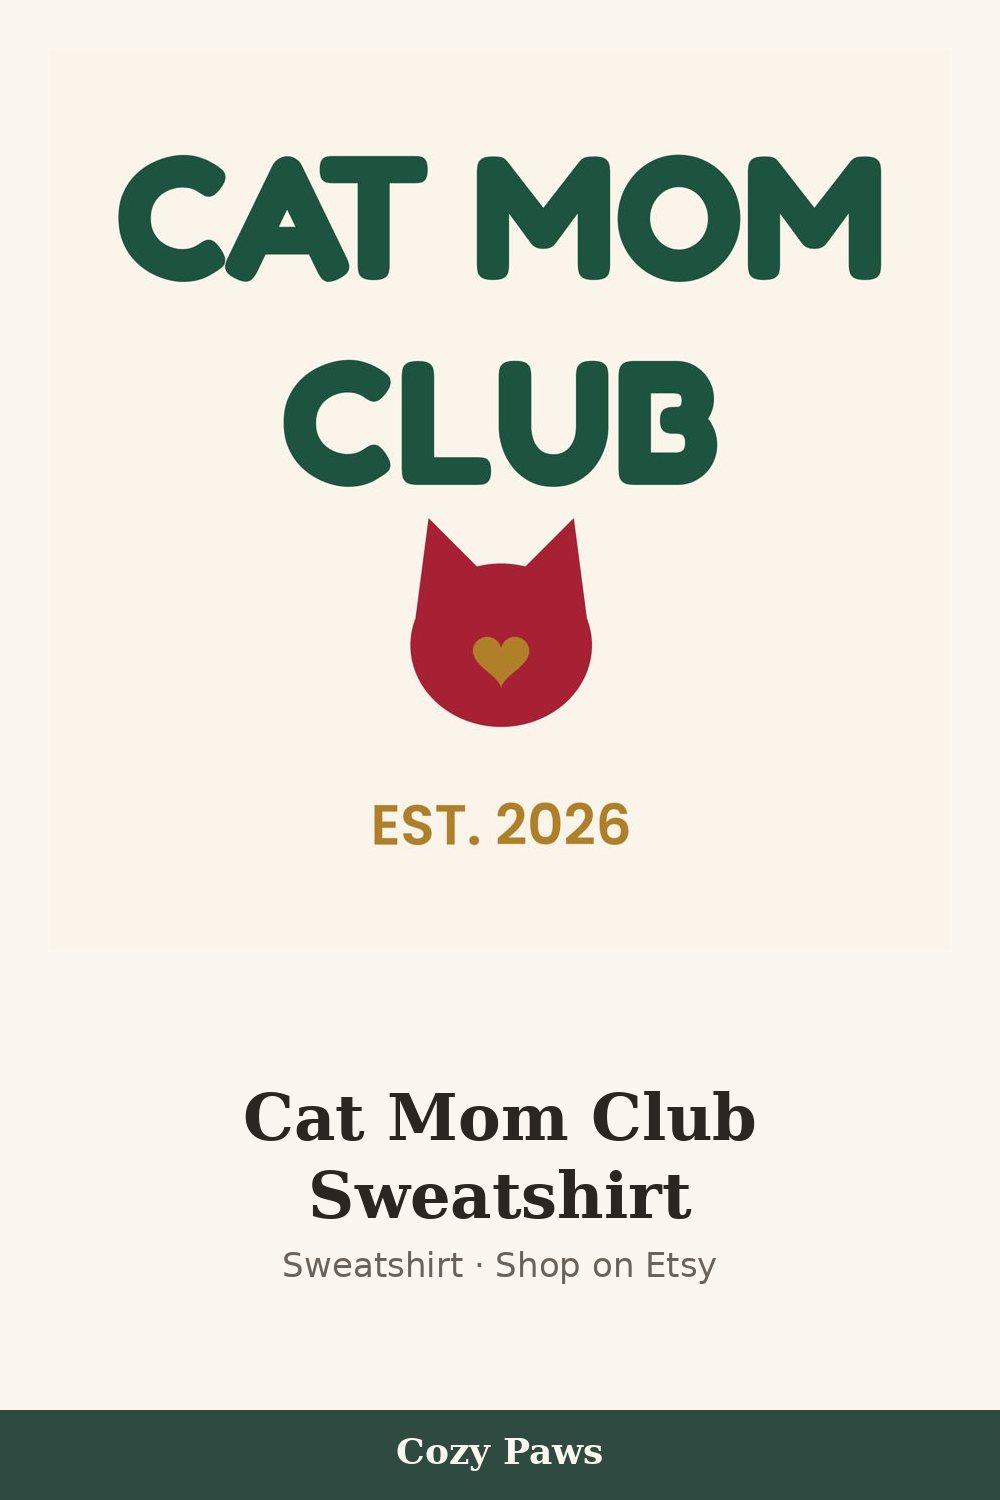 CAT MOM
CLUB
EST. 2026
Cat Mom Club
Sweatshirt
Sweatshirt · Shop on Etsy
Cozy Paws